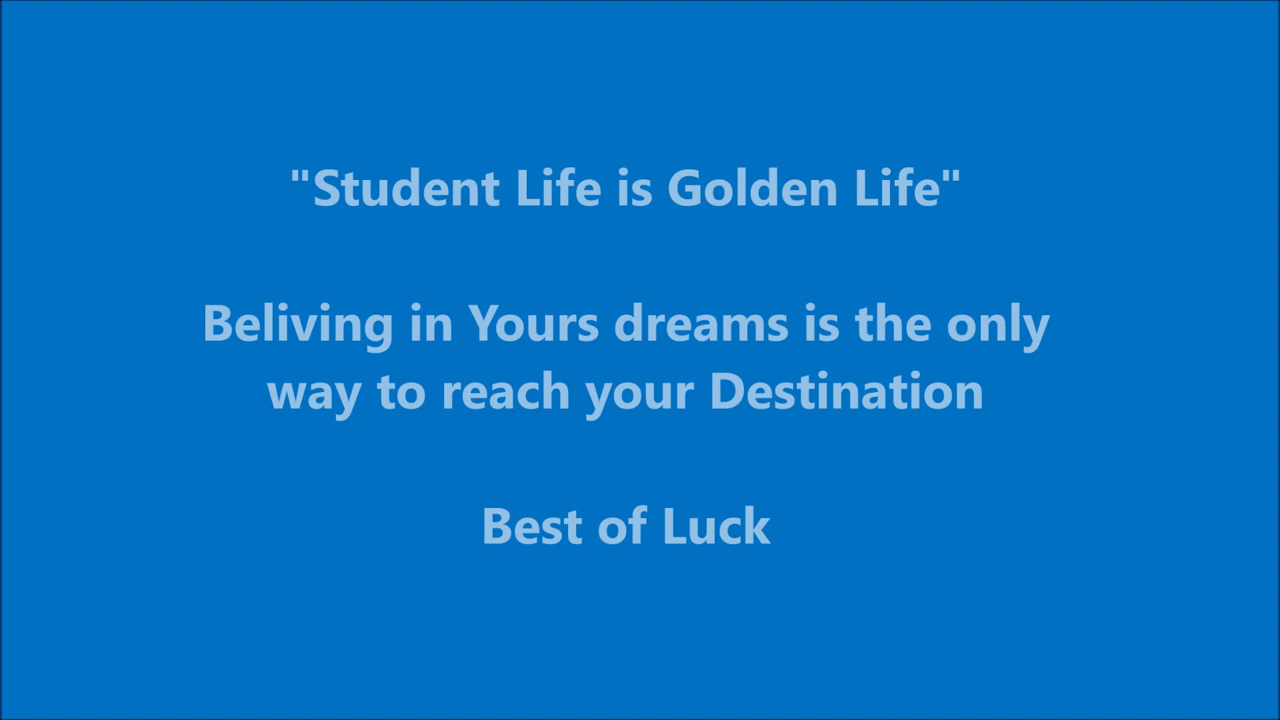 "Student Life is Golden Life"
Beliving in Yours dreams is the only
way to reach your Destination
Best of Luck